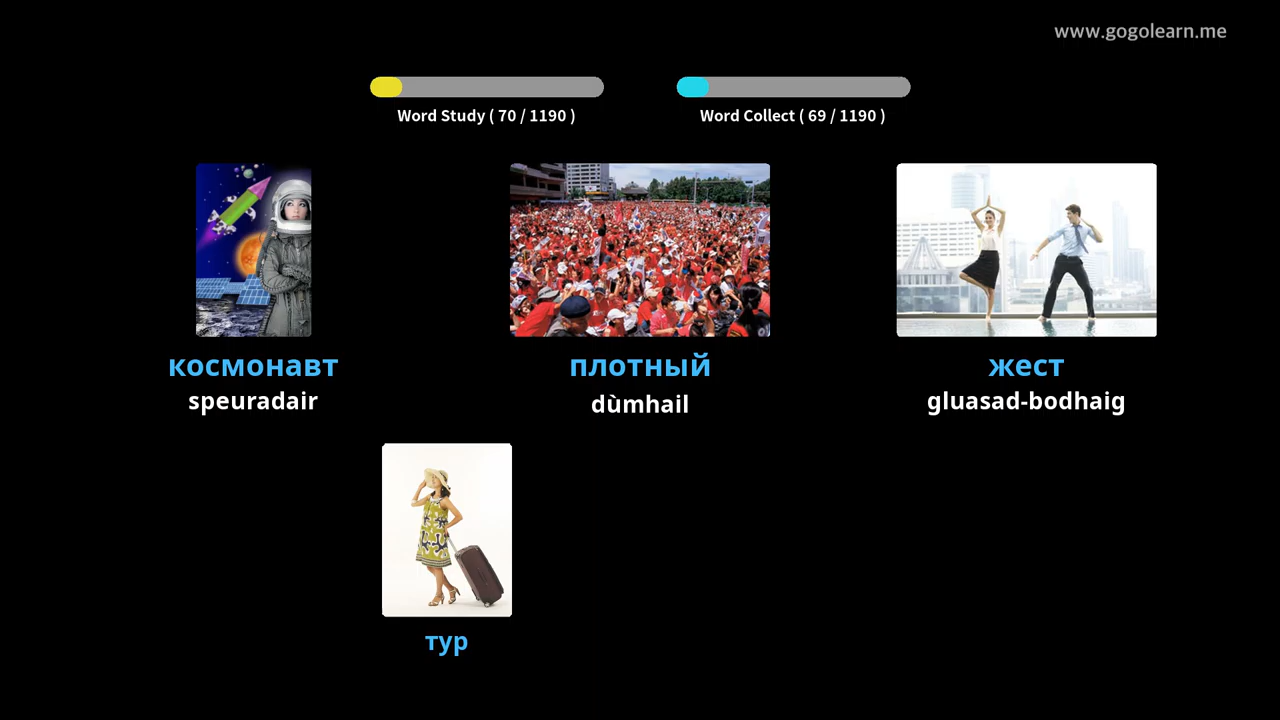 www.gogolearn.me
Word Study ( 70 / 1190 )
Word Collect ( 69 / 1190 )
космонавт
speuradair
плотный
dùmhail
жест
gluasad-bodhaig
тур